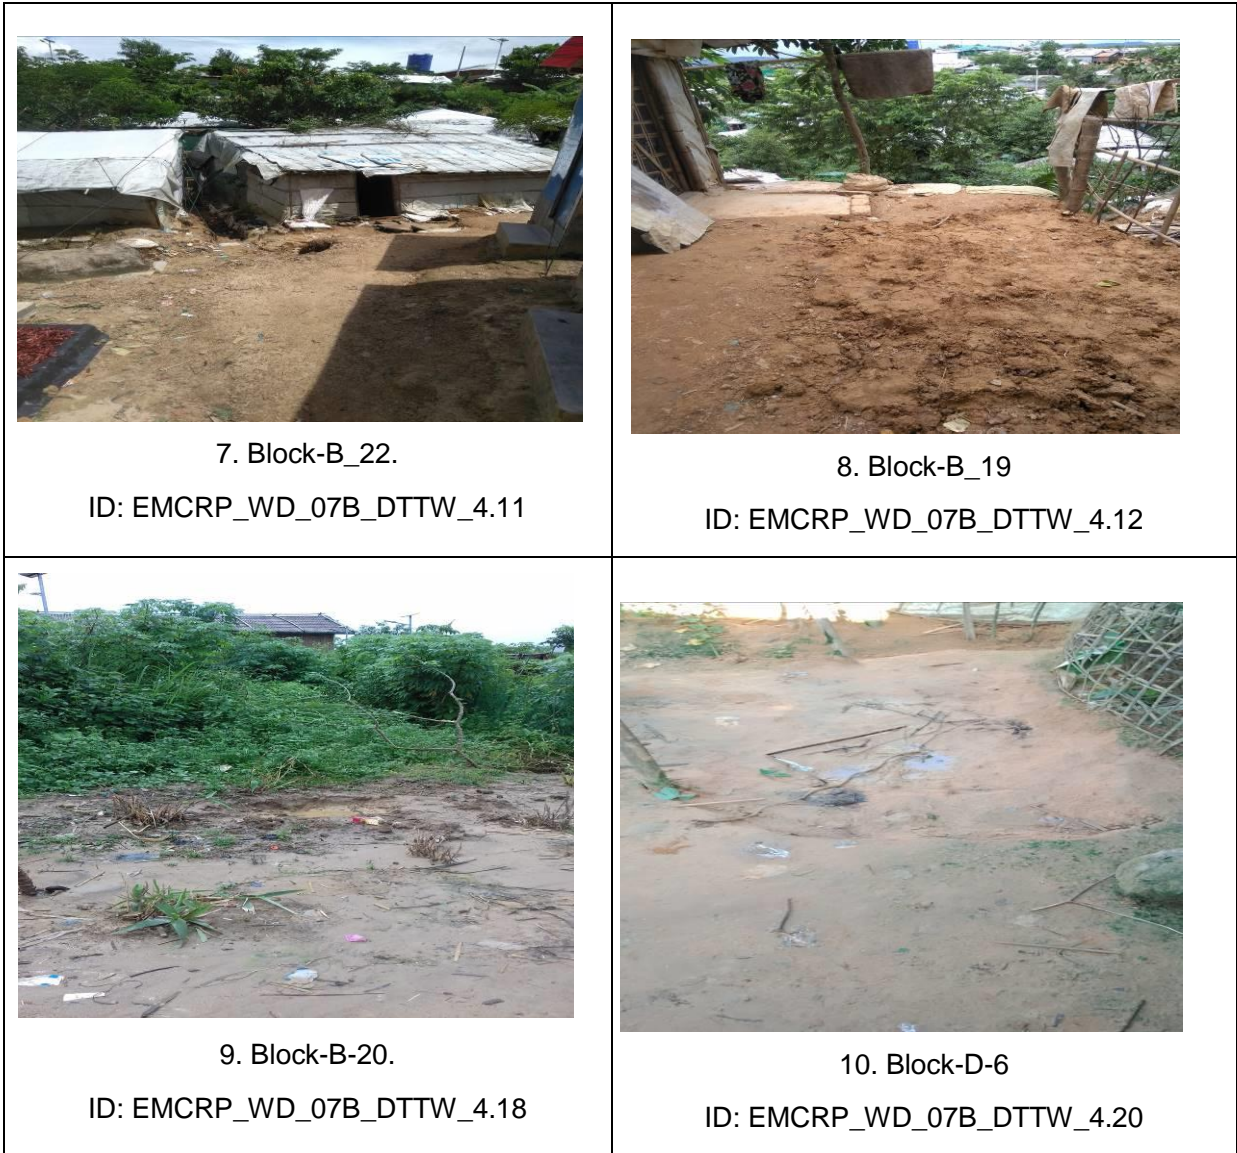 7. Block-B_22.
ID: EMCRP_WD_07B_DTTW_4.11
8. Block-B_19
ID: EMCRP_WD_07B_DTTW_4.12
9. Block-B-20.
ID: EMCRP_WD_07B_DTTW_4.18
10. Block-D-6
ID: EMCRP_WD_07B_DTTW_4.20